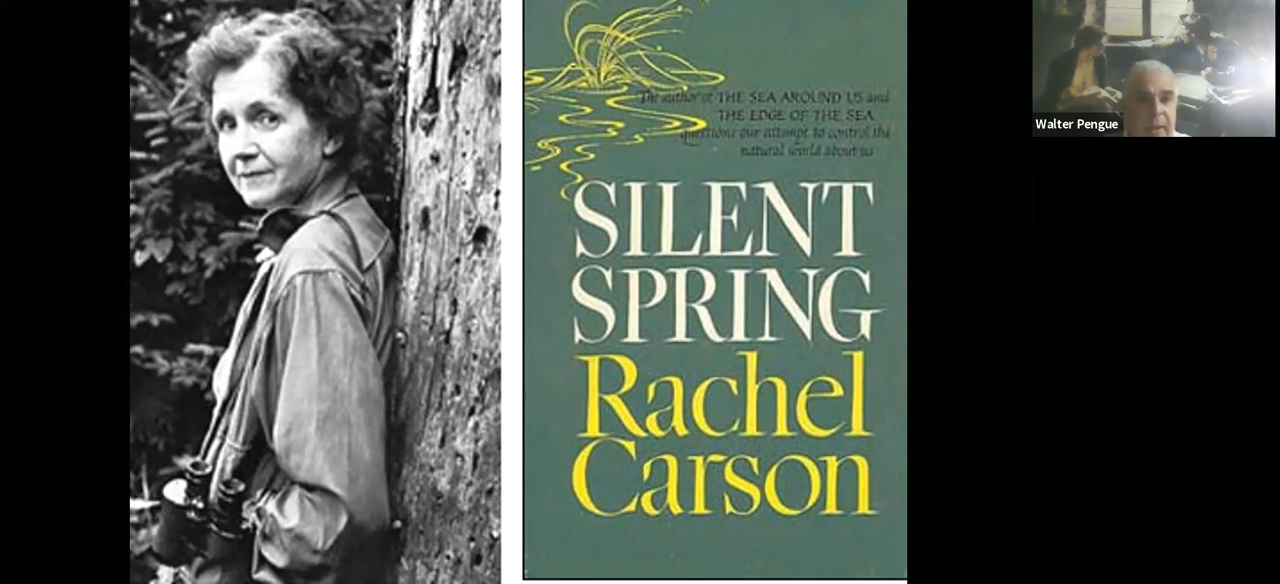 The author of THE SEA AROUND US and
THE EDGE OF THE SEA
questions our attempt to control the
natural world about us
SILENT
SPRING
Rachel
Carson
Walter Pengue